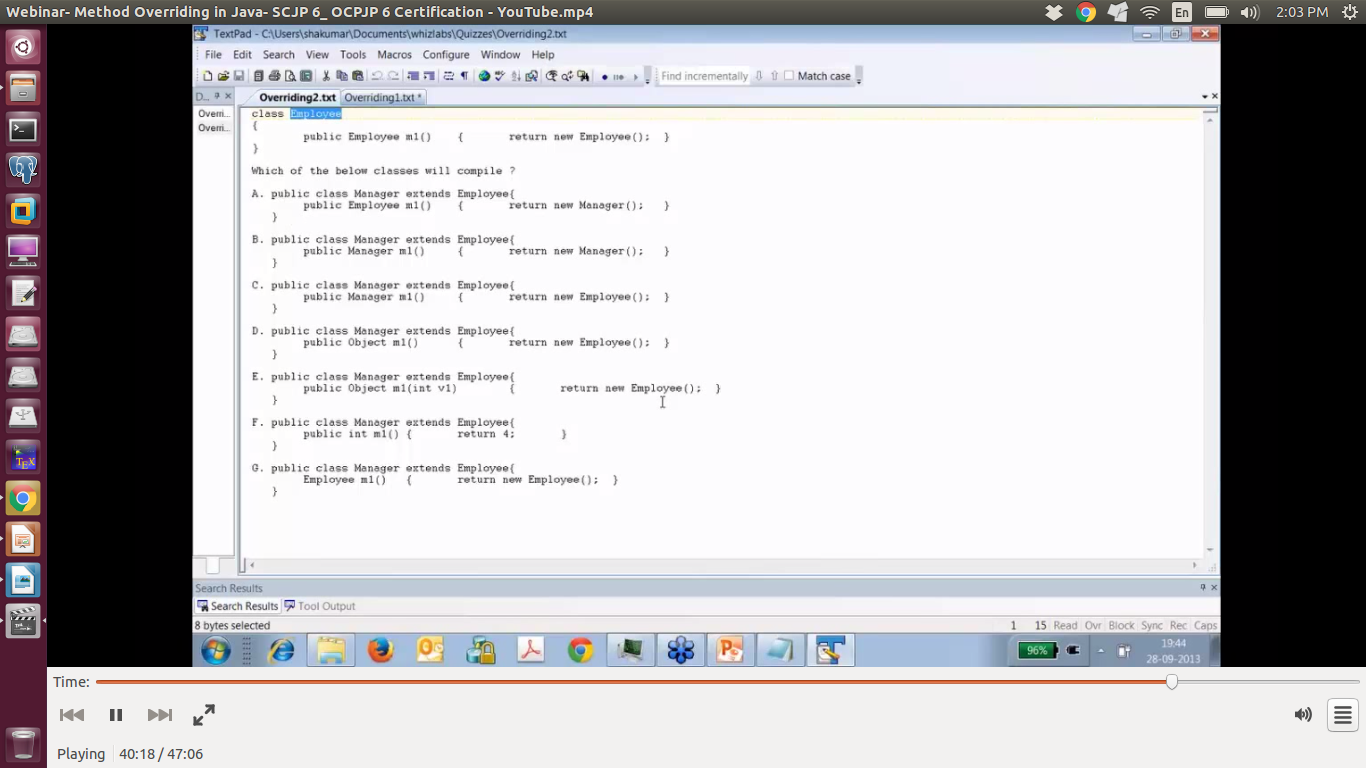 Webinar- Method Overriding in Java- SCJP 6_ OCPJP 6 Certification - YouTube.mp4
En
2:03 PM
TextPad - C:\Users\shakumar\Documents\whizlabs\Quizzes\Overriding2.txt
File Edit Search View Tools Macros Configure Window Help
Find incrementally
Match case
D...
Overriding2.txt
Overriding1.txt *
Overri...
Overri...
class Employee
{
public Employee m1() { return new Employee(); }
}
Which of the below classes will compile ?
A. public class Manager extends Employee{
public Employee m1() { return new Manager(); }
}
B. public class Manager extends Employee{
public Manager m1() { return new Manager(); }
}
C. public class Manager extends Employee{
public Manager m1() { return new Employee(); }
}
D. public class Manager extends Employee{
public Object m1() { return new Employee(); }
}
E. public class Manager extends Employee{
public Object m1(int v1) { return new Employee(); }
}
F. public class Manager extends Employee{
public int m1() { return 4; }
}
G. public class Manager extends Employee{
Employee m1() { return new Employee(); }
}
Search Results
Search Results Tool Output
8 bytes selected
1 15 Read Ovr Block Sync Rec Caps
96%
19:44
28-09-2013
Time:
Playing 40:18 / 47:06